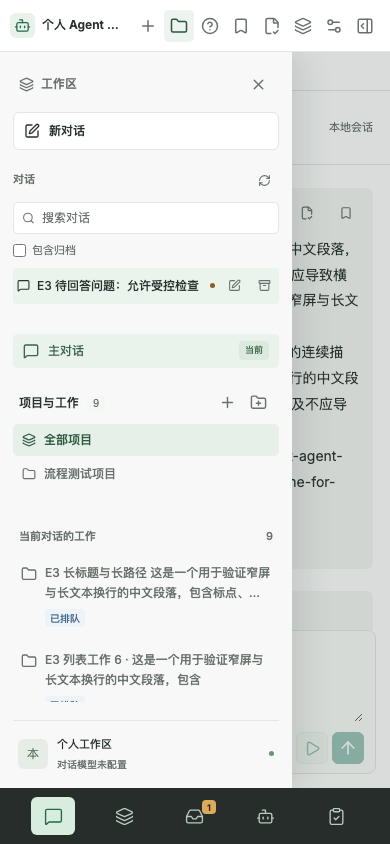 个人 Agent ...
工作区
本地会话
新对话
对话
搜索对话
包含归档
中文段落，
应导致横
窄屏与长文
E3 待回答问题：允许受控检查
主对话
当前
的连续描
行的中文段
及不应导
项目与工作 9
全部项目
-agent-
流程测试项目
ne-for-
当前对话的工作 9
E3 长标题与长路径 这是一个用于验证窄屏
与长文本换行的中文段落，包含标点、...
已排队
E3 列表工作 6 · 这是一个用于验证窄屏与
长文本换行的中文段落，包含
本
个人工作区
对话模型未配置
1